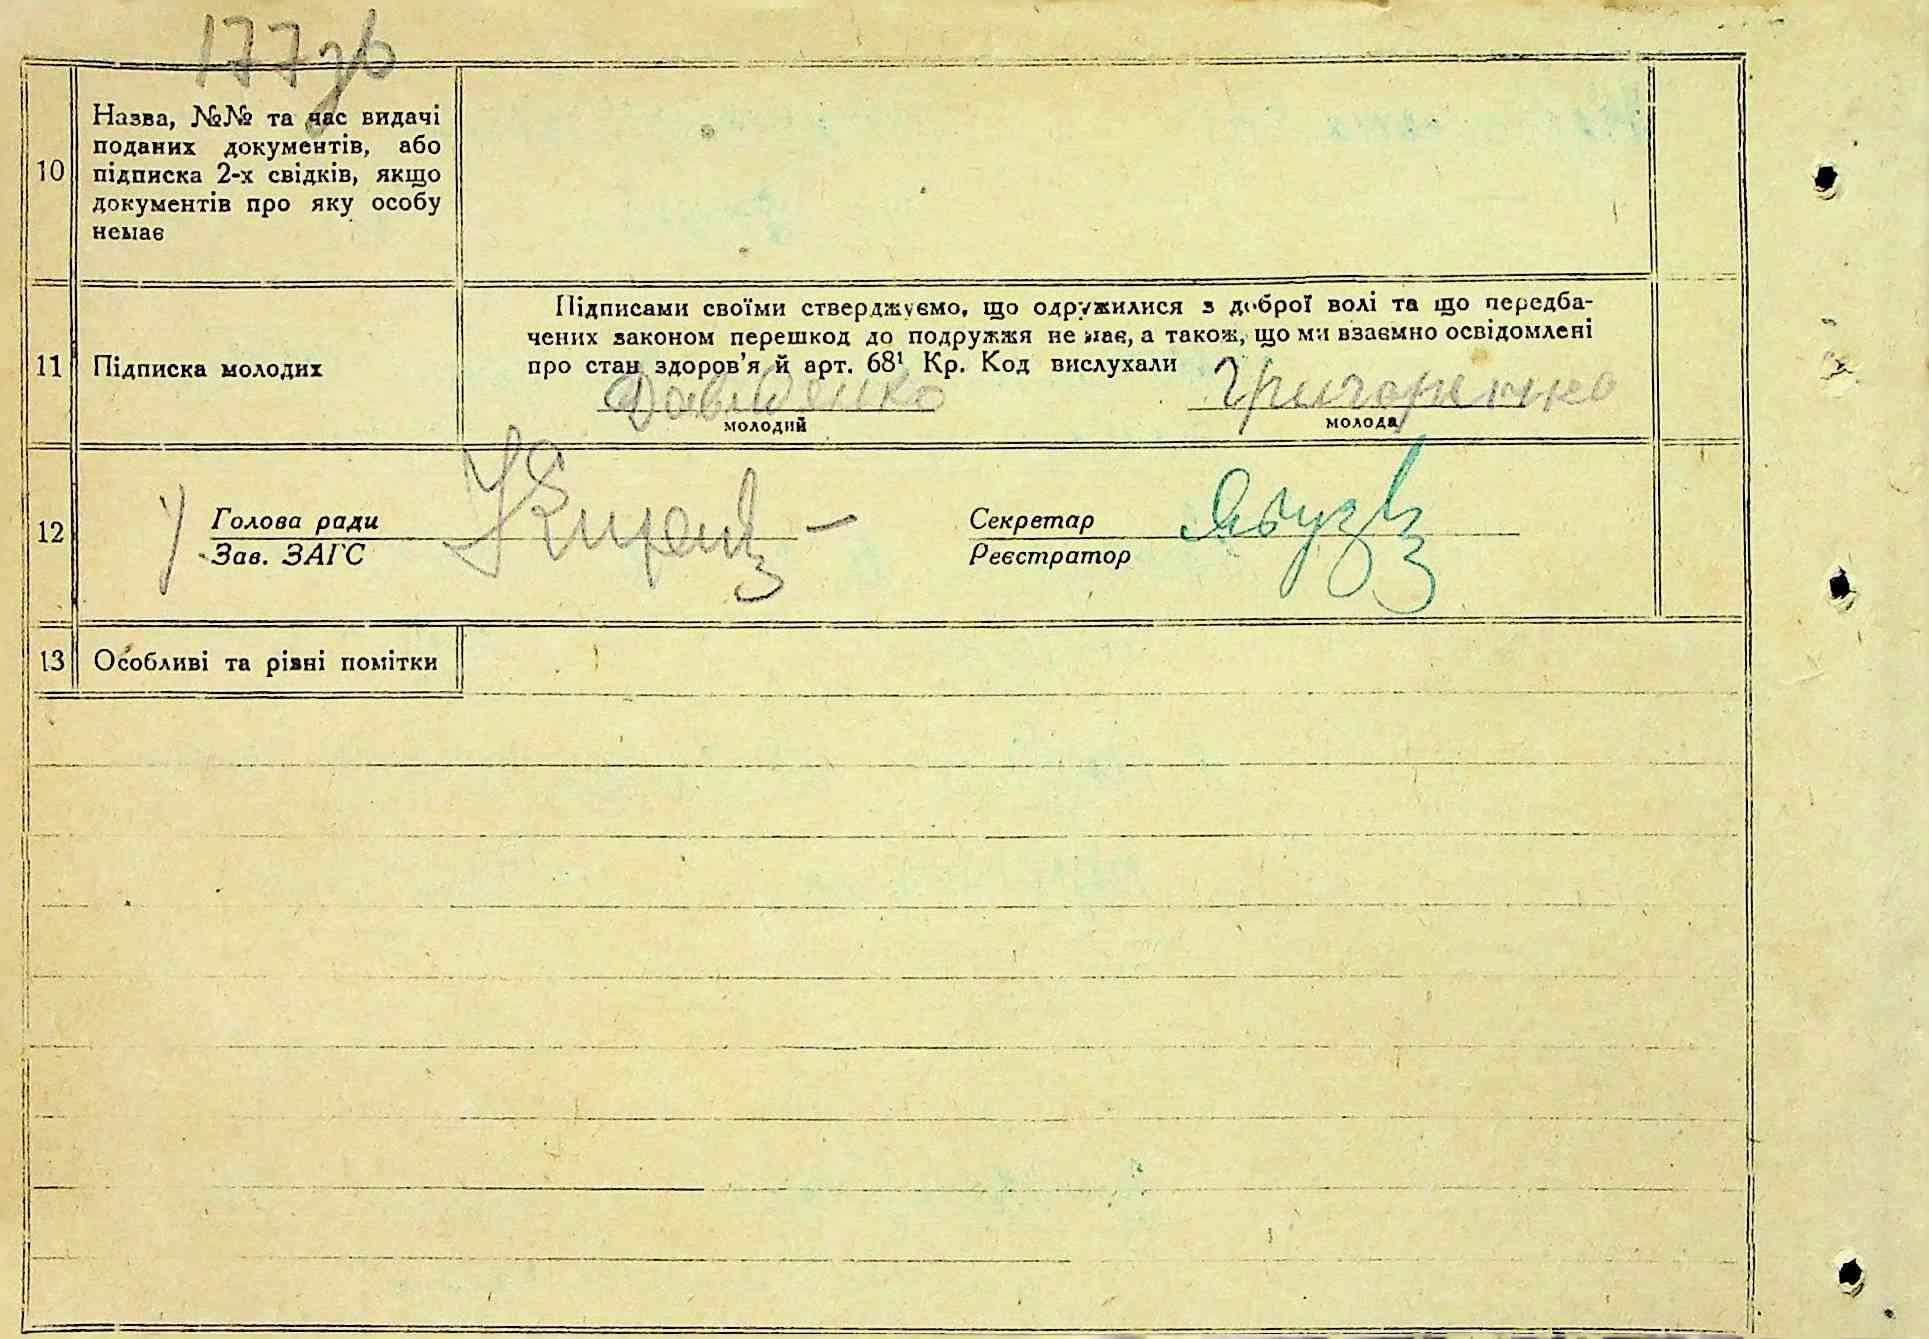 177зв
10
Назва, №№ та час видачі
поданих документів, або
підписка 2-х свідків, якщо
документів про яку особу
немає
11
Підписка молодих
Підписами своїми стверджуємо, що одружилися з доброї волі та що передба-
чених законом перешкод до подружжя не має, а також, що ми взаємно освідомлені
про стан здоров'я й арт. 68¹ Кр. Код вислухали
Давиденко
Григоренко
молодий
молода
12
Голова ради
Зав. ЗАГС
Секретар
Реєстратор
13
Особливі та різні помітки